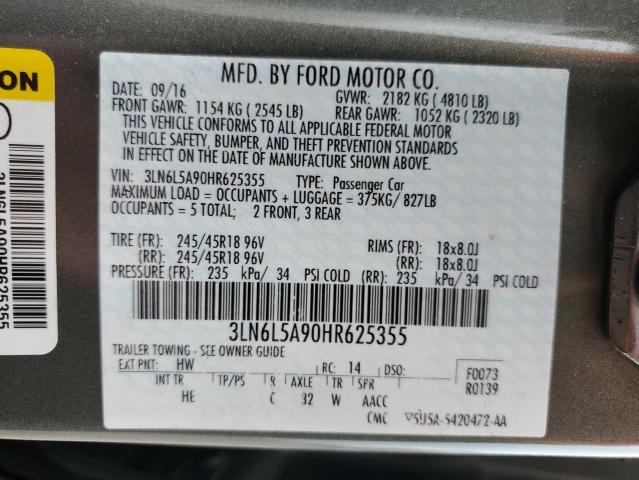 ION
3LN6L5A90HR625355
MFD. BY FORD MOTOR CO.
DATE: 09/16 GVWR: 2182 KG ( 4810 LB)
FRONT GAWR: 1154 KG ( 2545 LB) REAR GAWR: 1052 KG ( 2320 LB)
THIS VEHICLE CONFORMS TO ALL APPLICABLE FEDERAL MOTOR
VEHICLE SAFETY, BUMPER, AND THEFT PREVENTION STANDARDS
IN EFFECT ON THE DATE OF MANUFACTURE SHOWN ABOVE.
VIN: 3LN6L5A90HR625355 TYPE: Passenger Car
MAXIMUM LOAD = OCCUPANTS + LUGGAGE = 375KG/ 827LB
OCCUPANTS = 5 TOTAL; 2 FRONT, 3 REAR
TIRE (FR): 245/45R18 96V RIMS (FR): 18x8.0J
(RR): 245/45R18 96V (RR): 18x8.0J
PRESSURE (FR): 235 kPa/ 34 PSI COLD (RR): 235 kPa/ 34 PSI COLD
3LN6L5A90HR625355
TRAILER TOWING - SEE OWNER GUIDE
EXT PNT: HW RC: 14 DSO: F0073
INT TR TP/PS R AXLE TR SPR R0139
HE C 32 W AACC
CMC 5U5A-5420472-AA